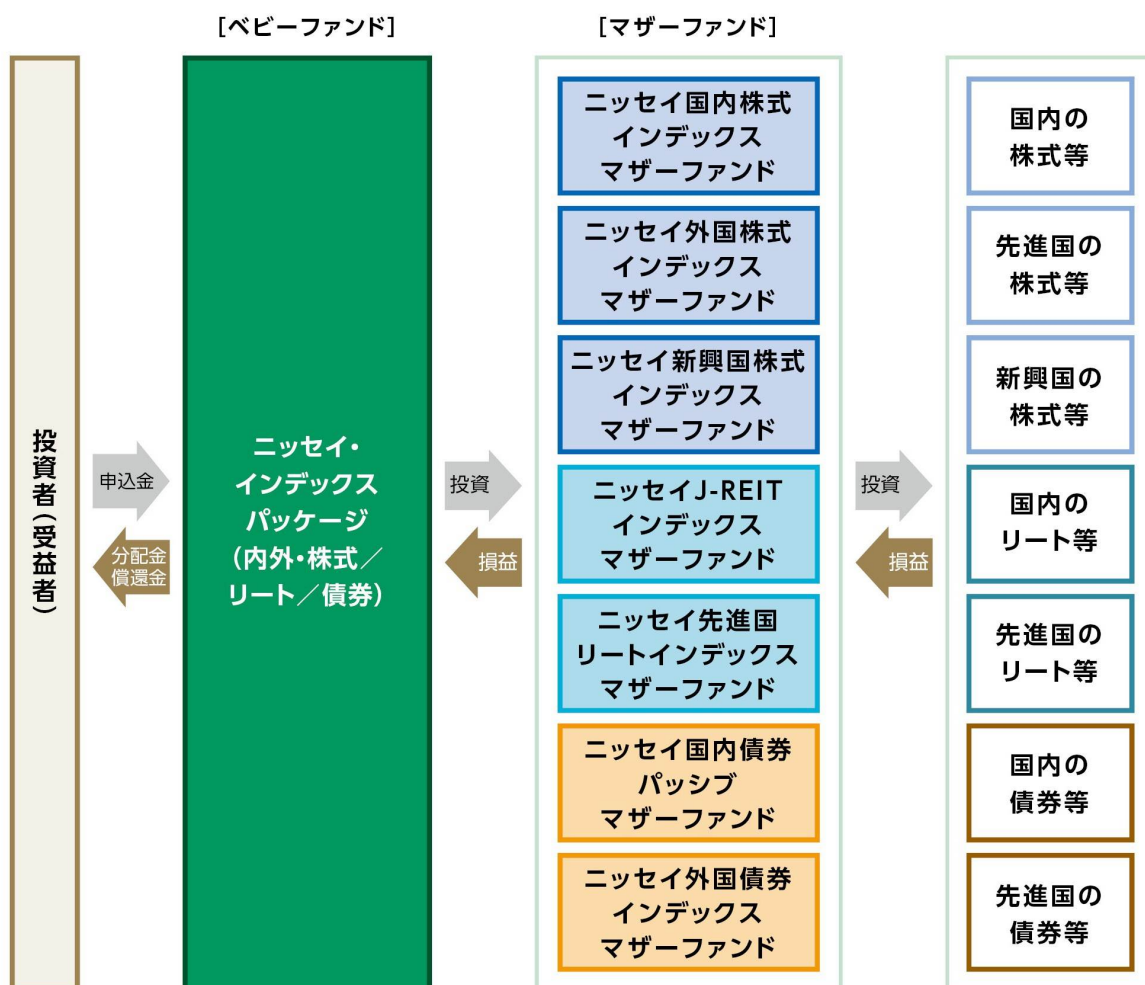 [ベビーファンド]
[マザーファンド]
投資者(受益者)
申込金
分配金
償還金
ニッセイ・
インデックス
パッケージ
(内外・株式/
リート/債券)
投資
損益
ニッセイ国内株式
インデックス
マザーファンド
ニッセイ外国株式
インデックス
マザーファンド
ニッセイ新興国株式
インデックス
マザーファンド
ニッセイJ-REIT
インデックス
マザーファンド
ニッセイ先進国
リートインデックス
マザーファンド
ニッセイ国内債券
パッシブ
マザーファンド
ニッセイ外国債券
インデックス
マザーファンド
投資
損益
国内の
株式等
先進国の
株式等
新興国の
株式等
国内の
リート等
先進国の
リート等
国内の
債券等
先進国の
債券等